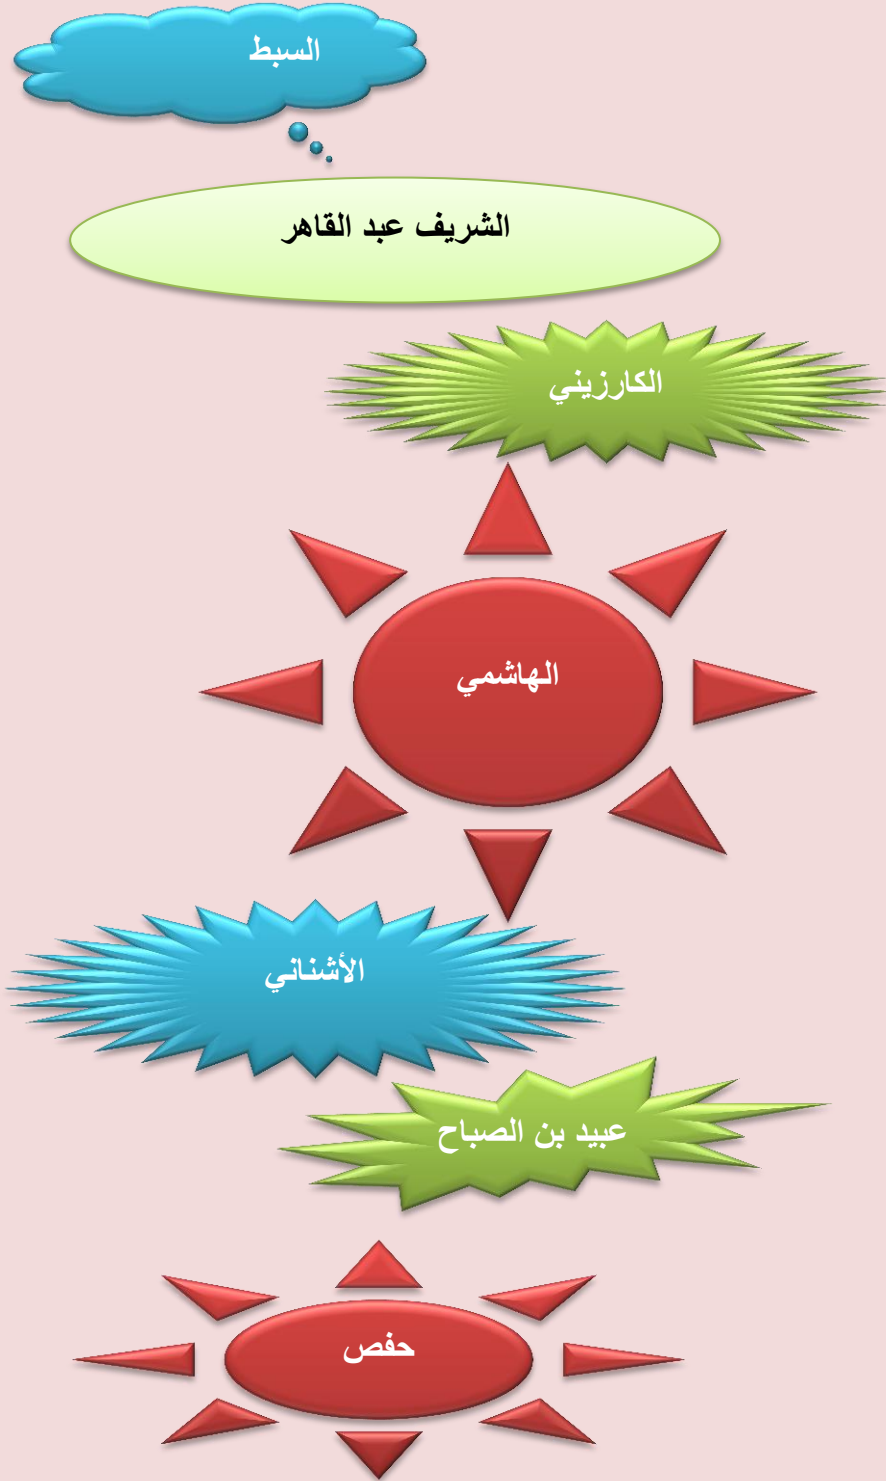 السبط
الشريف عبد القاهر
الكارزيني
الهاشمي
الأشناني
عبيد بن الصباح
حفص